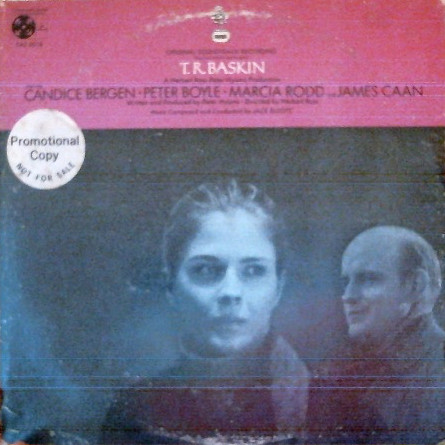 ORIGINAL SOUNDTRACK RECORDING
T.R. BASKIN
A Herbert Ross Peter Hyams Production
CANDICE BERGEN · PETER BOYLE · MARCIA RODD JAMES CAAN
Written and Produced by Peter Hyams · Directed by Herbert Ross
Music Composed and Conducted by JACK ELLIOTT
Promotional
Copy
NOT FOR SALE